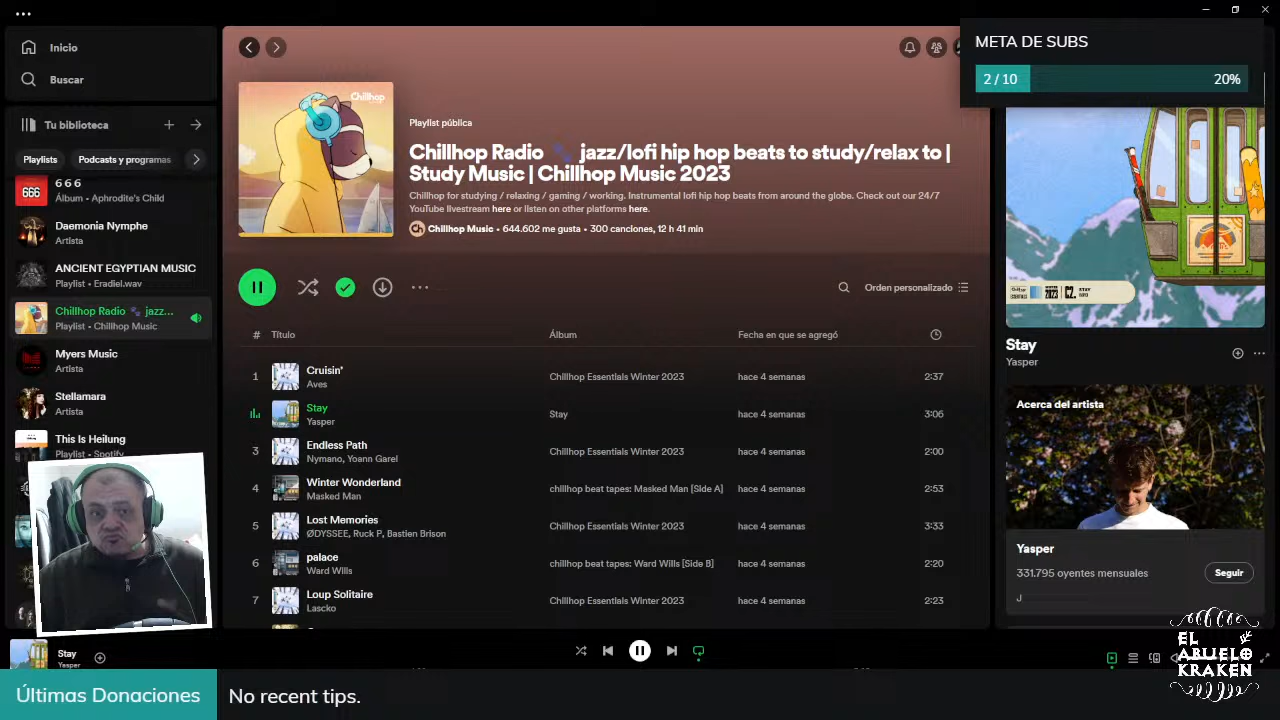 Inicio
Buscar
Tu biblioteca
Playlists
Podcasts y programas
666
6 6 6
Álbum • Aphrodite's Child
Daemonia Nymphe
Artista
ANCIENT EGYPTIAN MUSIC
Playlist • Eradiel.wav
Chillhop Radio 🐾 jazz...
Playlist • Chillhop Music
Myers Music
Artista
Stellamara
Artista
This Is Heilung
Playlist • Spotify
Chillhop
Playlist pública
Chillhop Radio 🐾 jazz/lofi hip hop beats to study/relax to |
Study Music | Chillhop Music 2023
Chillhop for studying / relaxing / gaming / working. Instrumental lofi hip hop beats from around the globe. Check out our 24/7
YouTube livestream here or listen on other platforms here.
Chillhop Music • 644.602 me gusta • 300 canciones, 12 h 41 min
Orden personalizado
# Título Álbum Fecha en que se agregó
1 Cruisin' Chillhop Essentials Winter 2023 hace 4 semanas 2:37
Aves
Stay Stay hace 4 semanas 3:06
Yasper
3 Endless Path Chillhop Essentials Winter 2023 hace 4 semanas 2:00
Nymano, Yoann Garel
4 Winter Wonderland chillhop beat tapes: Masked Man [Side A] hace 4 semanas 2:53
Masked Man
5 Lost Memories Chillhop Essentials Winter 2023 hace 4 semanas 3:33
ØDYSSEE, Ruck P, Bastien Brison
6 palace chillhop beat tapes: Ward Wills [Side B] hace 4 semanas 2:20
Ward Wills
7 Loup Solitaire Chillhop Essentials Winter 2023 hace 4 semanas 2:23
Lascko
META DE SUBS
2 / 10 20%
Stay
Yasper
Acerca del artista
Yasper
331.795 oyentes mensuales
Seguir
J
Stay
Yasper
EL
ABUELO
KRAKEN
Últimas Donaciones
No recent tips.